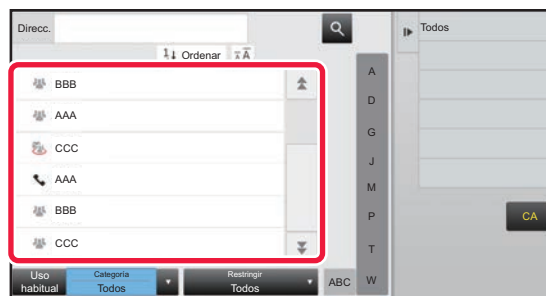 Direcc.
Todos
Ordenar
A
BBB
AAA
CCC
AAA
BBB
CCC
A
D
G
J
M
P
T
W
CA
Uso habitual
Categoría
Todos
Restringir
Todos
ABC